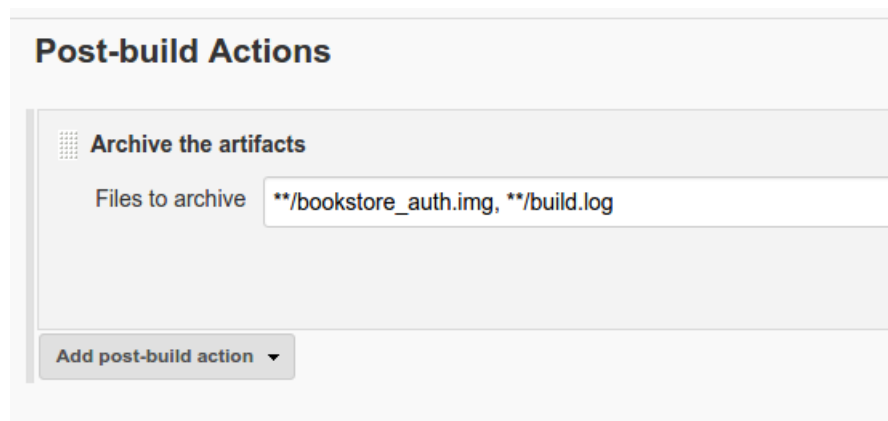 Post-build Actions
Archive the artifacts
Files to archive **/bookstore_auth.img, **/build.log
Add post-build action